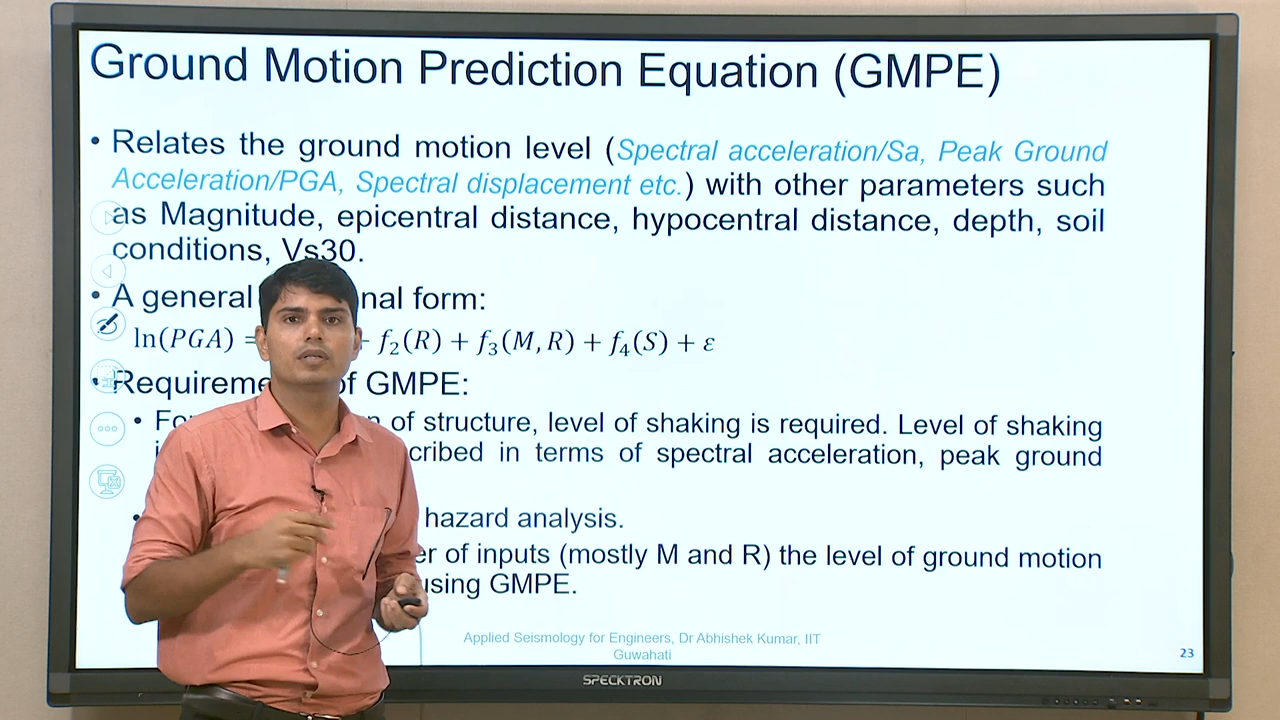 Ground Motion Prediction Equation (GMPE)
• Relates the ground motion level (Spectral acceleration/Sa, Peak Ground
Acceleration/PGA, Spectral displacement etc.) with other parameters such
as Magnitude, epicentral distance, hypocentral distance, depth, soil
conditions, Vs30.
• A general nal form:
ln(PGA) = f₂(R) + f₃(M, R) + f₄(S) + ε
• Requireme of GMPE:
• Fo n of structure, level of shaking is required. Level of shaking
cribed in terms of spectral acceleration, peak ground
• hazard analysis.
er of inputs (mostly M and R) the level of ground motion
using GMPE.
Applied Seismology for Engineers, Dr Abhishek Kumar, IIT
Guwahati
23
SPECKTRON